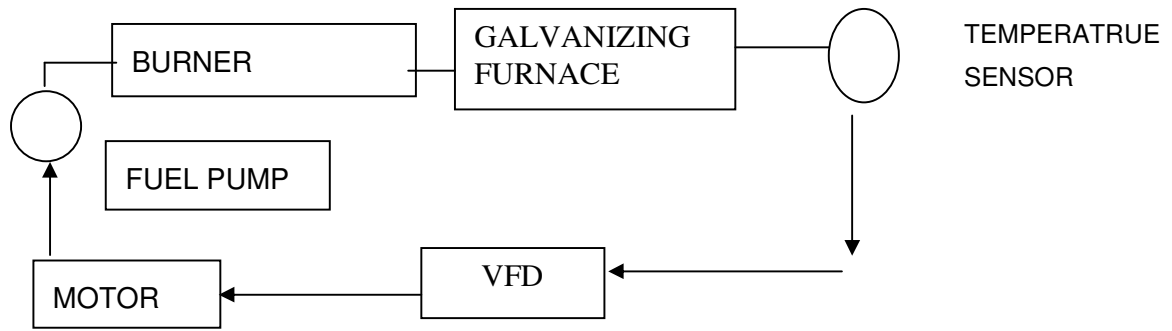 BURNER
GALVANIZING
FURNACE
TEMPERATRUE
SENSOR
FUEL PUMP
MOTOR
VFD